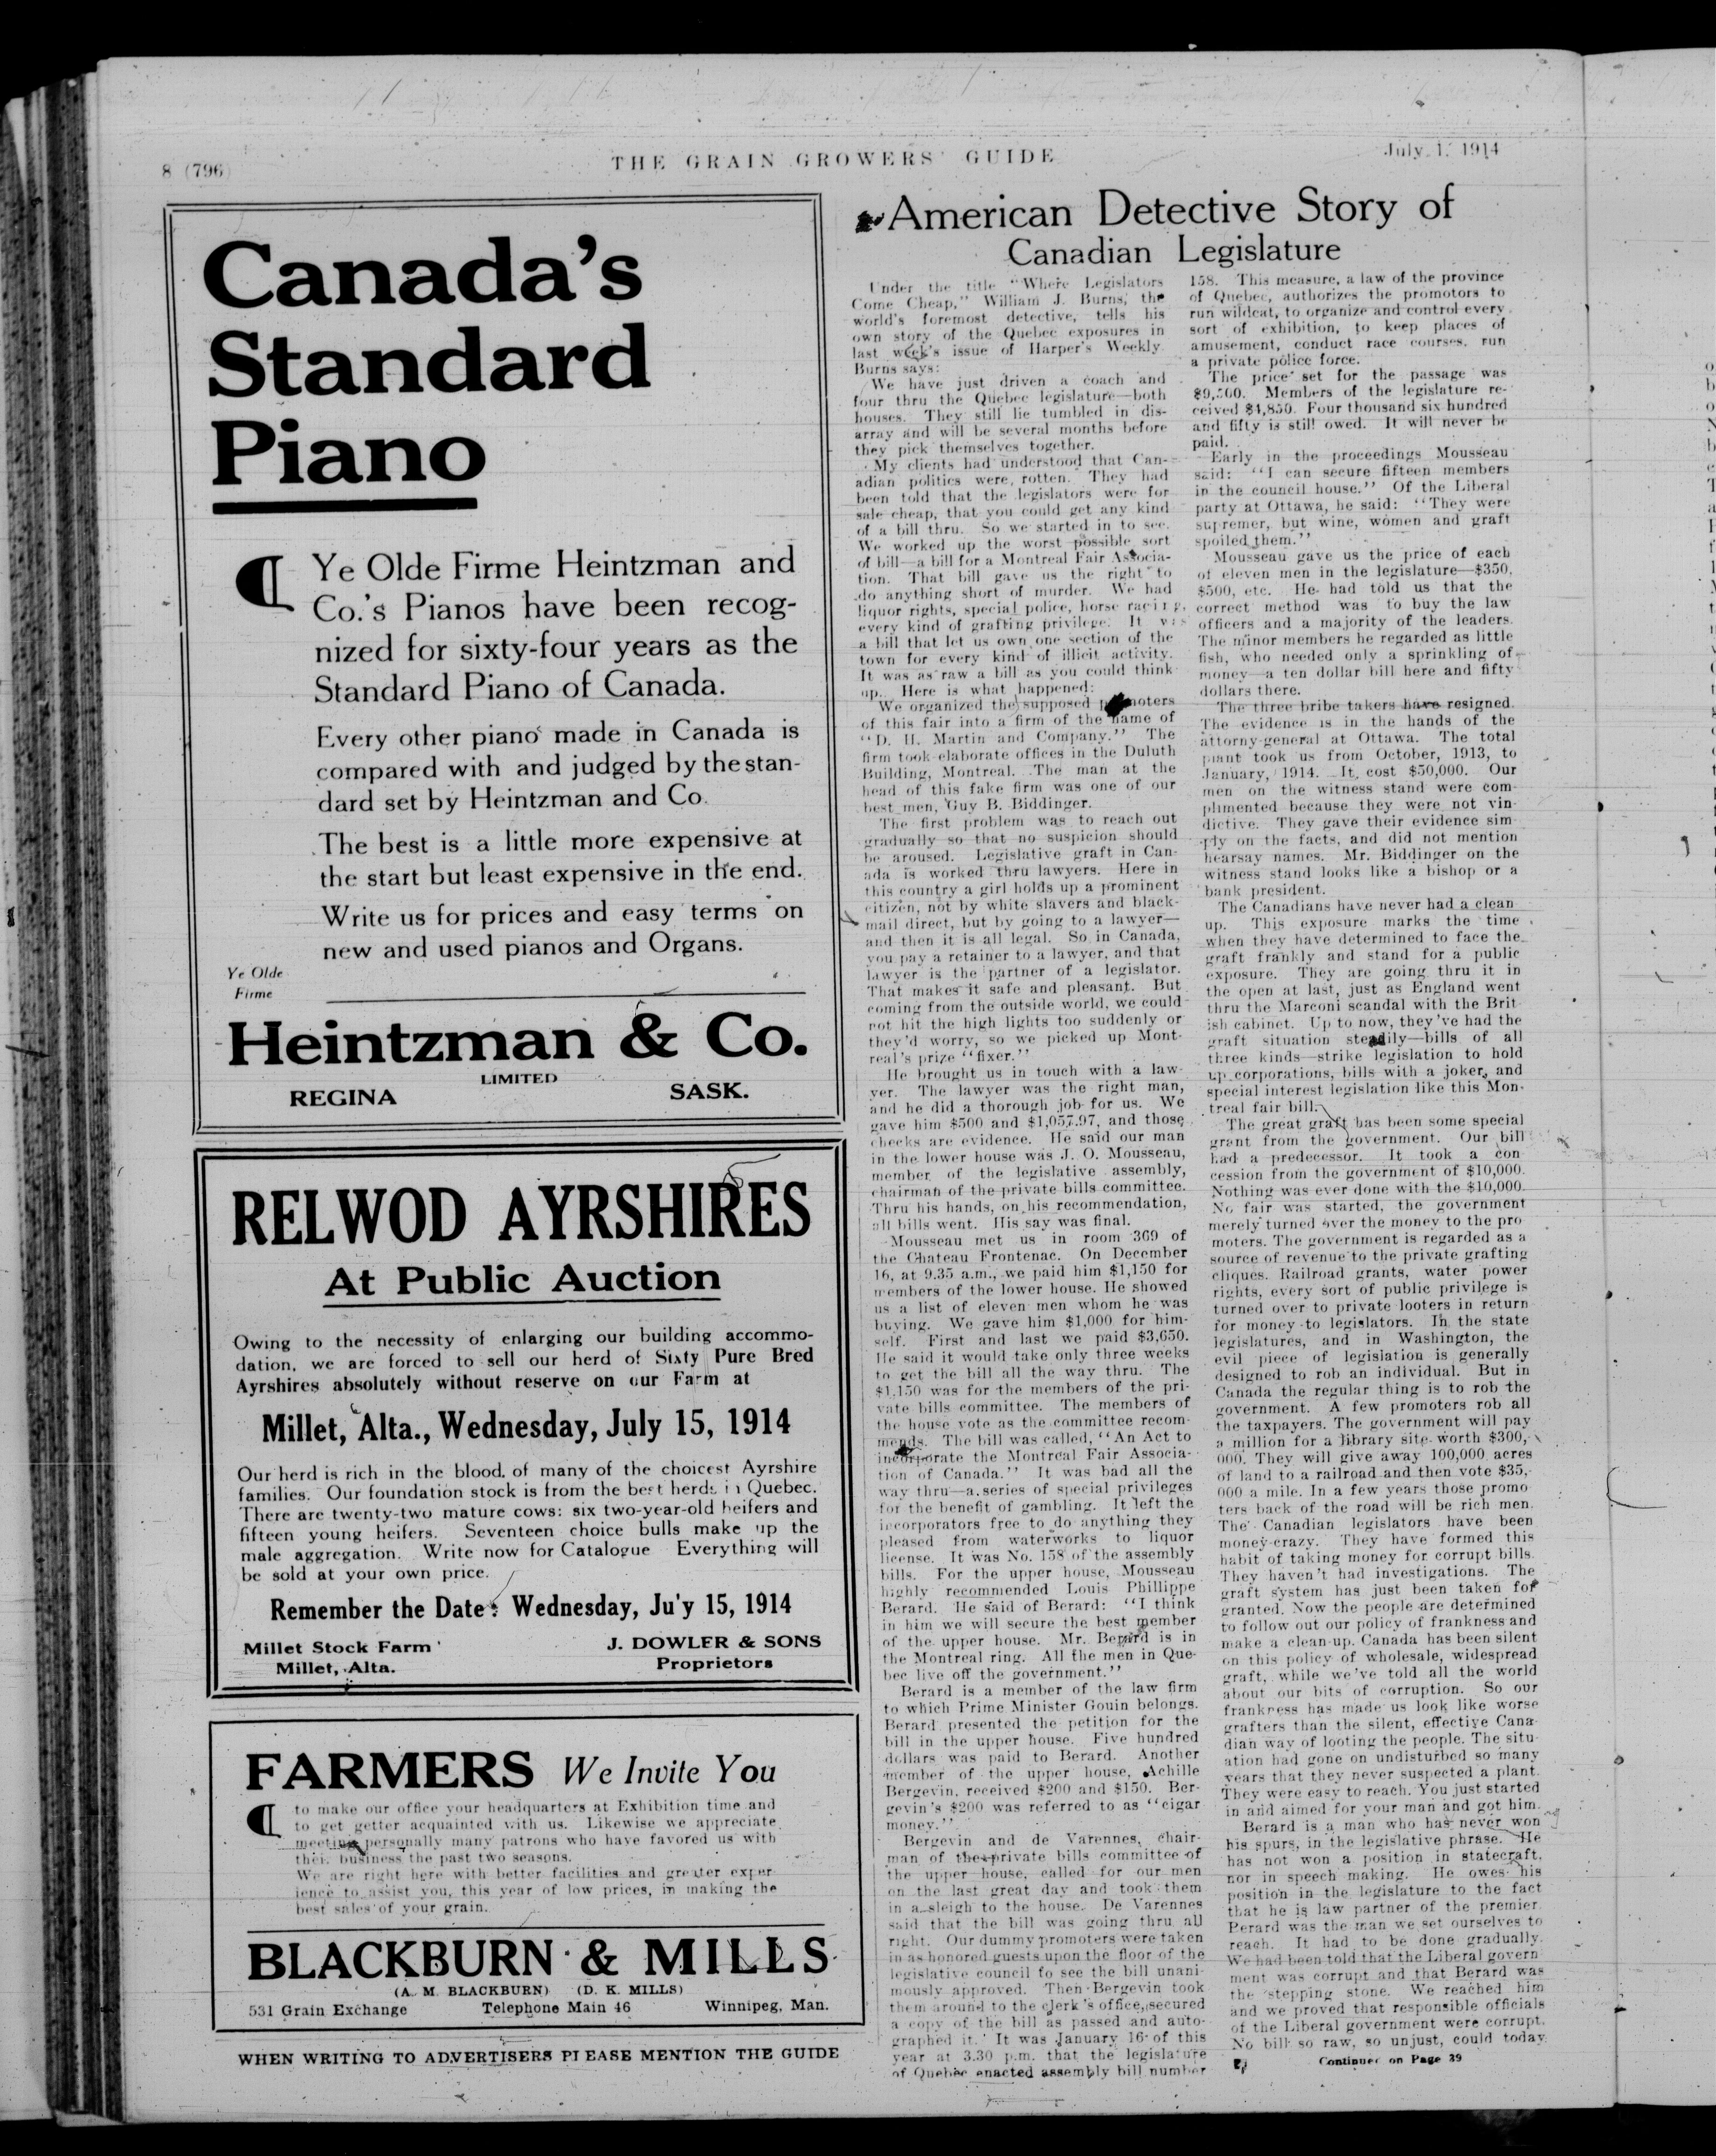 8 (796)
THE GRAIN GROWERS' GUIDE
July 1, 1914
Canada's
Standard
Piano
¶ Ye Olde Firme Heintzman and
Co.'s Pianos have been recog-
nized for sixty-four years as the
Standard Piano of Canada.
Every other piano made in Canada is
compared with and judged by the stan-
dard set by Heintzman and Co.
The best is a little more expensive at
the start but least expensive in the end.
Write us for prices and easy terms on
new and used pianos and Organs.
Ye Olde
Firme
Heintzman & Co.
LIMITED
REGINA SASK.
RELWOD AYRSHIRES
At Public Auction
Owing to the necessity of enlarging our building accommo-
dation, we are forced to sell our herd of Sixty Pure Bred
Ayrshires absolutely without reserve on our Farm at
Millet, Alta., Wednesday, July 15, 1914
Our herd is rich in the blood of many of the choicest Ayrshire
families. Our foundation stock is from the best herds in Quebec.
There are twenty-two mature cows: six two-year-old heifers and
fifteen young heifers. Seventeen choice bulls make up the
male aggregation. Write now for Catalogue Everything will
be sold at your own price.
Remember the Date: Wednesday, Ju'y 15, 1914
Millet Stock Farm
Millet, Alta.
J. DOWLER & SONS
Proprietors
FARMERS We Invite You
¶ to make our office your headquarters at Exhibition time and
to get getter acquainted with us. Likewise we appreciate
meeting personally many patrons who have favored us with
their business the past two seasons.
We are right here with better facilities and greater exper-
ience to assist you, this year of low prices, in making the
best sales of your grain.
BLACKBURN & MILLS
(A. M. BLACKBURN) (D. K. MILLS)
531 Grain Exchange Telephone Main 46 Winnipeg, Man.
WHEN WRITING TO ADVERTISERS PLEASE MENTION THE GUIDE
American Detective Story of
Canadian Legislature
Under the title "Where Legislators
Come Cheap," William J. Burns, the
world's foremost detective, tells his
own story of the Quebec exposures in
last week's issue of Harper's Weekly.
Burns says:
We have just driven a coach and
four thru the Quebec legislature—both
houses. They still lie tumbled in dis-
array and will be several months before
they pick themselves together.
My clients had understood that Can-
adian politics were rotten. They had
been told that the legislators were for
sale cheap, that you could get any kind
of a bill thru. So we started in to see.
We worked up the worst possible sort
of bill—a bill for a Montreal Fair Associa-
tion. That bill gave us the right to
do anything short of murder. We had
liquor rights, special police, horse racing,
every kind of grafting privilege. It was
a bill that let us own one section of the
town for every kind of illicit activity.
It was as raw a bill as you could think
up. Here is what happened:
We organized the supposed promoters
of this fair into a firm of the name of
"D. H. Martin and Company." The
firm took elaborate offices in the Duluth
Building, Montreal. The man at the
head of this fake firm was one of our
best men, Guy B. Biddinger.
The first problem was to reach out
gradually so that no suspicion should
be aroused. Legislative graft in Can-
ada is worked thru lawyers. Here in
this country a girl holds up a prominent
citizen, not by white slavers and black-
mail direct, but by going to a lawyer—
and then it is all legal. So in Canada,
you pay a retainer to a lawyer, and that
lawyer is the partner of a legislator.
That makes it safe and pleasant. But
coming from the outside world, we could
not hit the high lights too suddenly or
they'd worry, so we picked up Mont-
real's prize "fixer."
He brought us in touch with a law-
yer. The lawyer was the right man,
and he did a thorough job for us. We
gave him $500 and $1,057.97, and those
checks are evidence. He said our man
in the lower house was J. O. Mousseau,
member of the legislative assembly,
chairman of the private bills committee.
Thru his hands, on his recommendation,
all bills went. His say was final.
Mousseau met us in room 369 of
the Chateau Frontenac. On December
16, at 9.35 a.m., we paid him $1,150 for
members of the lower house. He showed
us a list of eleven men whom he was
buying. We gave him $1,000 for him-
self. First and last we paid $3,650.
He said it would take only three weeks
to get the bill all the way thru. The
$1,150 was for the members of the pri-
vate bills committee. The members of
the house vote as the committee recom-
mends. The bill was called, "An Act to
incorporate the Montreal Fair Associa-
tion of Canada." It was bad all the
way thru—a series of special privileges
for the benefit of gambling. It left the
incorporators free to do anything they
pleased from waterworks to liquor
license. It was No. 158 of the assembly
bills. For the upper house, Mousseau
highly recommended Louis Phillippe
Berard. He said of Berard: "I think
in him we will secure the best member
of the upper house. Mr. Berard is in
the Montreal ring. All the men in Que-
bec live off the government."
Berard is a member of the law firm
to which Prime Minister Gouin belongs.
Berard presented the petition for the
bill in the upper house. Five hundred
dollars was paid to Berard. Another
member of the upper house, Achille
Bergevin, received $200 and $150. Ber-
gevin's $200 was referred to as "cigar
money."
Bergevin and de Varennes, chair-
man of the private bills committee of
the upper house, called for our men
on the last great day and took them
in a sleigh to the house. De Varennes
said that the bill was going thru all
right. Our dummy promoters were taken
in as honored guests upon the floor of the
legislative council to see the bill unani-
mously approved. Then Bergevin took
them around to the clerk's office, secured
a copy of the bill as passed and auto-
graphed it. It was January 16 of this
year at 3.30 p.m. that the legislature
of Quebec enacted assembly bill number
158. This measure, a law of the province
of Quebec, authorizes the promotors to
run wildcat, to organize and control every
sort of exhibition, to keep places of
amusement, conduct race courses, run
a private police force.
The price set for the passage was
$9,500. Members of the legislature re-
ceived $4,850. Four thousand six hundred
and fifty is still owed. It will never be
paid.
Early in the proceedings Mousseau
said: "I can secure fifteen members
in the council house." Of the Liberal
party at Ottawa, he said: "They were
supremer, but wine, women and graft
spoiled them."
Mousseau gave us the price of each
of eleven men in the legislature—$350,
$500, etc. He had told us that the
correct method was to buy the law
officers and a majority of the leaders.
The minor members he regarded as little
fish, who needed only a sprinkling of
money—a ten dollar bill here and fifty
dollars there.
The three bribe takers have resigned.
The evidence is in the hands of the
attorny-general at Ottawa. The total
plant took us from October, 1913, to
January, 1914. It cost $50,000. Our
men on the witness stand were com-
plimented because they were not vin-
dictive. They gave their evidence sim-
ply on the facts, and did not mention
hearsay names. Mr. Biddinger on the
witness stand looks like a bishop or a
bank president.
The Canadians have never had a clean
up. This exposure marks the time
when they have determined to face the
graft frankly and stand for a public
exposure. They are going thru it in
the open at last, just as England went
thru the Marconi scandal with the Brit-
ish cabinet. Up to now, they've had the
graft situation steadily—bills of all
three kinds—strike legislation to hold
up corporations, bills with a joker, and
special interest legislation like this Mon-
treal fair bill.
The great graft has been some special
grant from the government. Our bill
had a predecessor. It took a con-
cession from the government of $10,000.
Nothing was ever done with the $10,000.
No fair was started, the government
merely turned over the money to the pro-
moters. The government is regarded as a
source of revenue to the private grafting
cliques. Railroad grants, water power
rights, every sort of public privilege is
turned over to private looters in return
for money to legislators. In the state
legislatures, and in Washington, the
evil piece of legislation is generally
designed to rob an individual. But in
Canada the regular thing is to rob the
government. A few promoters rob all
the taxpayers. The government will pay
a million for a library site worth $300,-
000. They will give away 100,000 acres
of land to a railroad and then vote $35,-
000 a mile. In a few years those promo-
ters back of the road will be rich men.
The Canadian legislators have been
money-crazy. They have formed this
habit of taking money for corrupt bills.
They haven't had investigations. The
graft system has just been taken for
granted. Now the people are determined
to follow out our policy of frankness and
make a clean-up. Canada has been silent
on this policy of wholesale, widespread
graft, while we've told all the world
about our bits of corruption. So our
frankness has made us look like worse
grafters than the silent, effective Cana-
dian way of looting the people. The situ-
ation had gone on undisturbed so many
years that they never suspected a plant.
They were easy to reach. You just started
in and aimed for your man and got him.
Berard is a man who has never won
his spurs, in the legislative phrase. He
has not won a position in statecraft,
nor in speech making. He owes his
position in the legislature to the fact
that he is law partner of the premier.
Berard was the man we set ourselves to
reach. It had to be done gradually.
We had been told that the Liberal govern-
ment was corrupt and that Berard was
the stepping stone. We reached him
and we proved that responsible officials
of the Liberal government were corrupt.
No bill so raw, so unjust, could today
Continued on Page 29